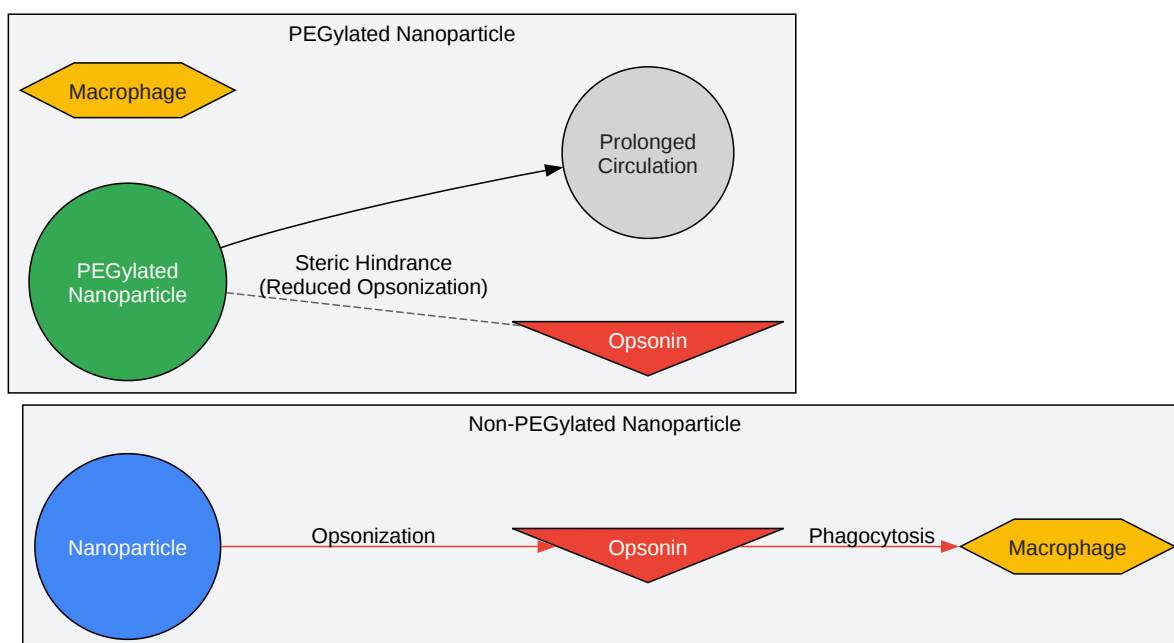 PEGylated Nanoparticle
Macrophage
Prolonged
Circulation
PEGylated
Nanoparticle
Steric Hindrance
(Reduced Opsonization)
Opsonin
Non-PEGylated Nanoparticle
Nanoparticle
Opsonization
Opsonin
Phagocytosis
Macrophage